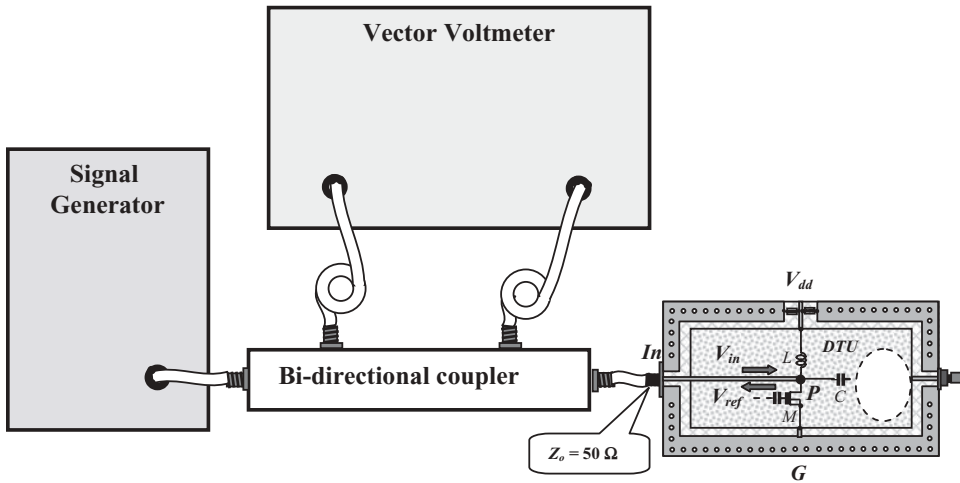 Vector Voltmeter
Signal
Generator
Bi-directional coupler
In
V_dd
V_in
L
DTU
V_ref
P
C
M
Z_o = 50 Ω
G